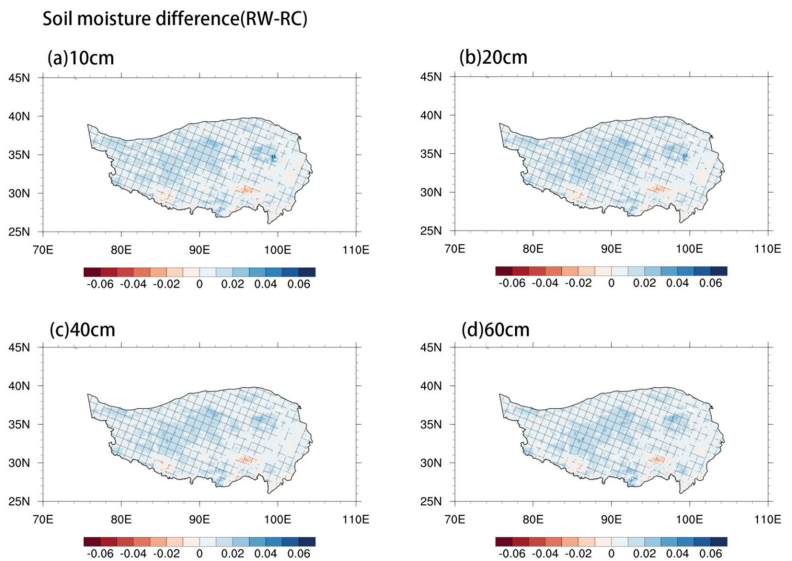 Soil moisture difference(RW-RC)
(a)10cm
(b)20cm
45N 45N
40N 40N
35N 35N
30N 30N
25N 25N
70E 80E 90E 100E 110E 70E 80E 90E 100E 110E
-0.06 -0.04 -0.02 0 0.02 0.04 0.06 -0.06 -0.04 -0.02 0 0.02 0.04 0.06
(c)40cm
(d)60cm
45N 45N
40N 40N
35N 35N
30N 30N
25N 25N
70E 80E 90E 100E 110E 70E 80E 90E 100E 110E
-0.06 -0.04 -0.02 0 0.02 0.04 0.06 -0.06 -0.04 -0.02 0 0.02 0.04 0.06